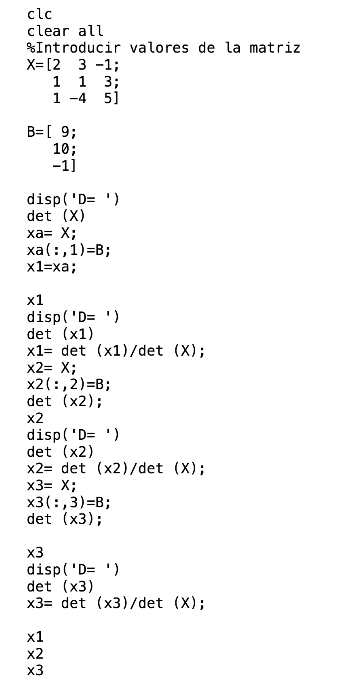 clc
clear all
%Introducir valores de la matriz
X=[2  3 -1;
   1  1  3;
   1 -4  5]
B=[ 9;
   10;
   -1]
disp('D= ')
det (X)
xa= X;
xa(:,1)=B;
x1=xa;
x1
disp('D= ')
det (x1)
x1= det (x1)/det (X);
x2= X;
x2(:,2)=B;
det (x2);
x2
disp('D= ')
det (x2)
x2= det (x2)/det (X);
x3= X;
x3(:,3)=B;
det (x3);
x3
disp('D= ')
det (x3)
x3= det (x3)/det (X);
x1
x2
x3